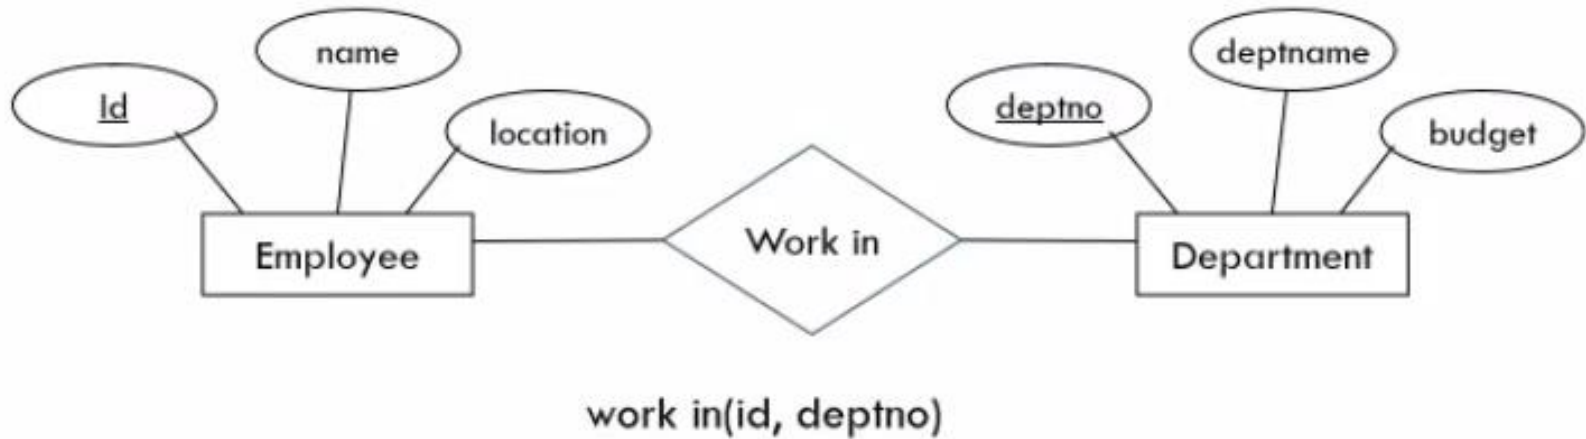 name
deptname
Id
deptno
location
budget
Employee
Work in
Department
work in(id, deptno)